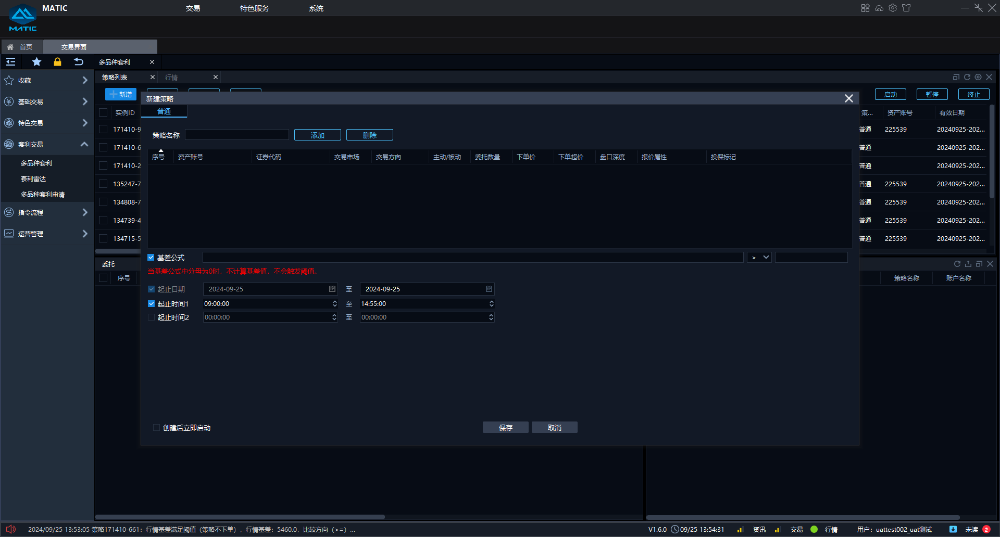 MATIC
交易
特色服务
系统
MATIC
首页
交易界面
多品种套利
收藏
基础交易
特色交易
套利交易
多品种套利
套利雷达
多品种套利申请
指令流程
运营管理
策略列表
行情
新增
启动
暂停
终止
实例ID
策...
资产账号
有效日期
171410-9
普通
225539
20240925-202...
171410-6
普通
20240925-202...
171410-2
普通
20240925-202...
135247-7
普通
225539
20240925-202...
134808-7
普通
225539
20240925-202...
134739-4
普通
225539
20240925-202...
134715-5
普通
225539
20240925-202...
新建策略
普通
策略名称
添加
删除
序号
资产账号
证券代码
交易市场
交易方向
主动/被动
委托数量
下单价
下单超价
盘口深度
报价属性
投保标记
基差公式
>
当基差公式中分母为0时，不计算基差值，不会触发阈值。
起止日期
2024-09-25
至
2024-09-25
起止时间1
09:00:00
至
14:55:00
起止时间2
00:00:00
至
00:00:00
创建后立即启动
保存
取消
委托
序号
策略名称
账户名称
2024/09/25 13:53:05 策略171410-661：行情基差满足阈值（策略不下单），行情基差：5460.0，比较方向（>=）...
V1.6.0
09/25 13:54:31
资讯
交易
行情
用户：uattest002_uat测试
未读
2